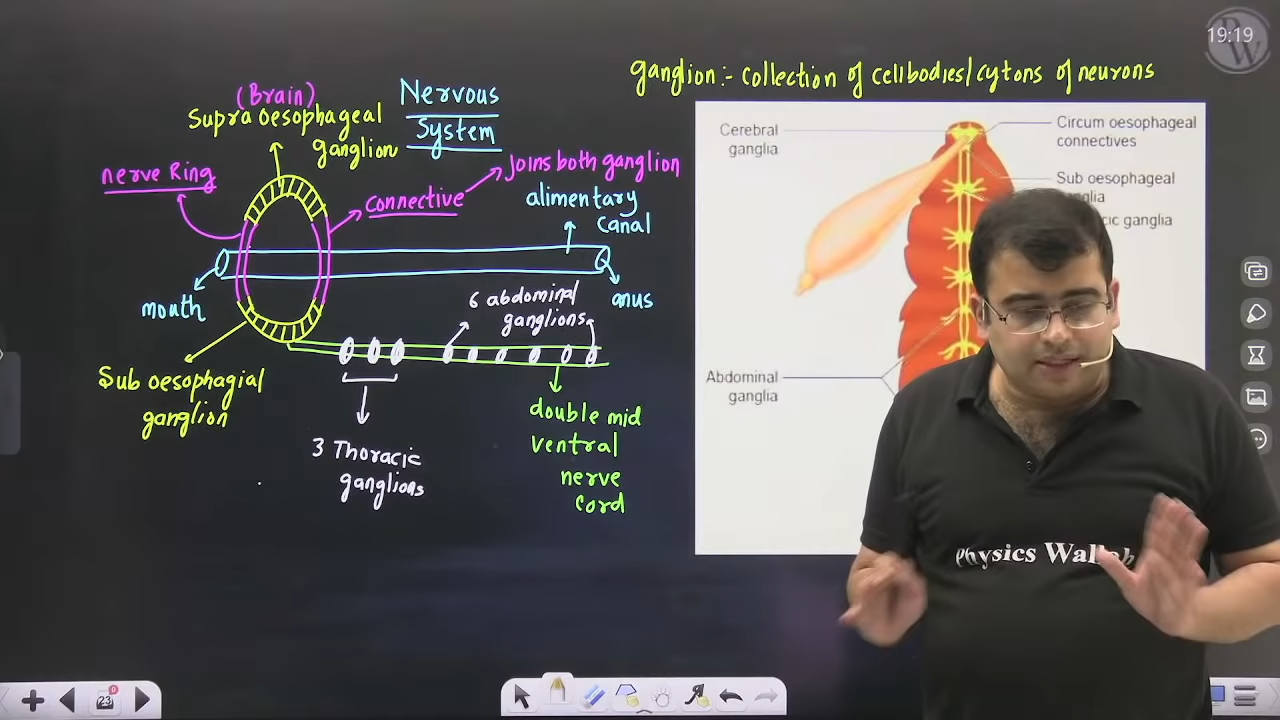 19:19
ganglion :- collection of cellbodies/cytons of neurons
(Brain)
Supra oesophageal
ganglion
Nervous
System
nerve Ring
Connective
Joins both ganglion
alimentary
canal
mouth
anus
6 abdominal
ganglions
Sub oesophagial
ganglion
3 Thoracic
ganglions
double mid
ventral
nerve
cord
Cerebral
ganglia
Circum oesophageal
connectives
Sub oesophageal
ganglia
Abdominal
ganglia
Physics
23